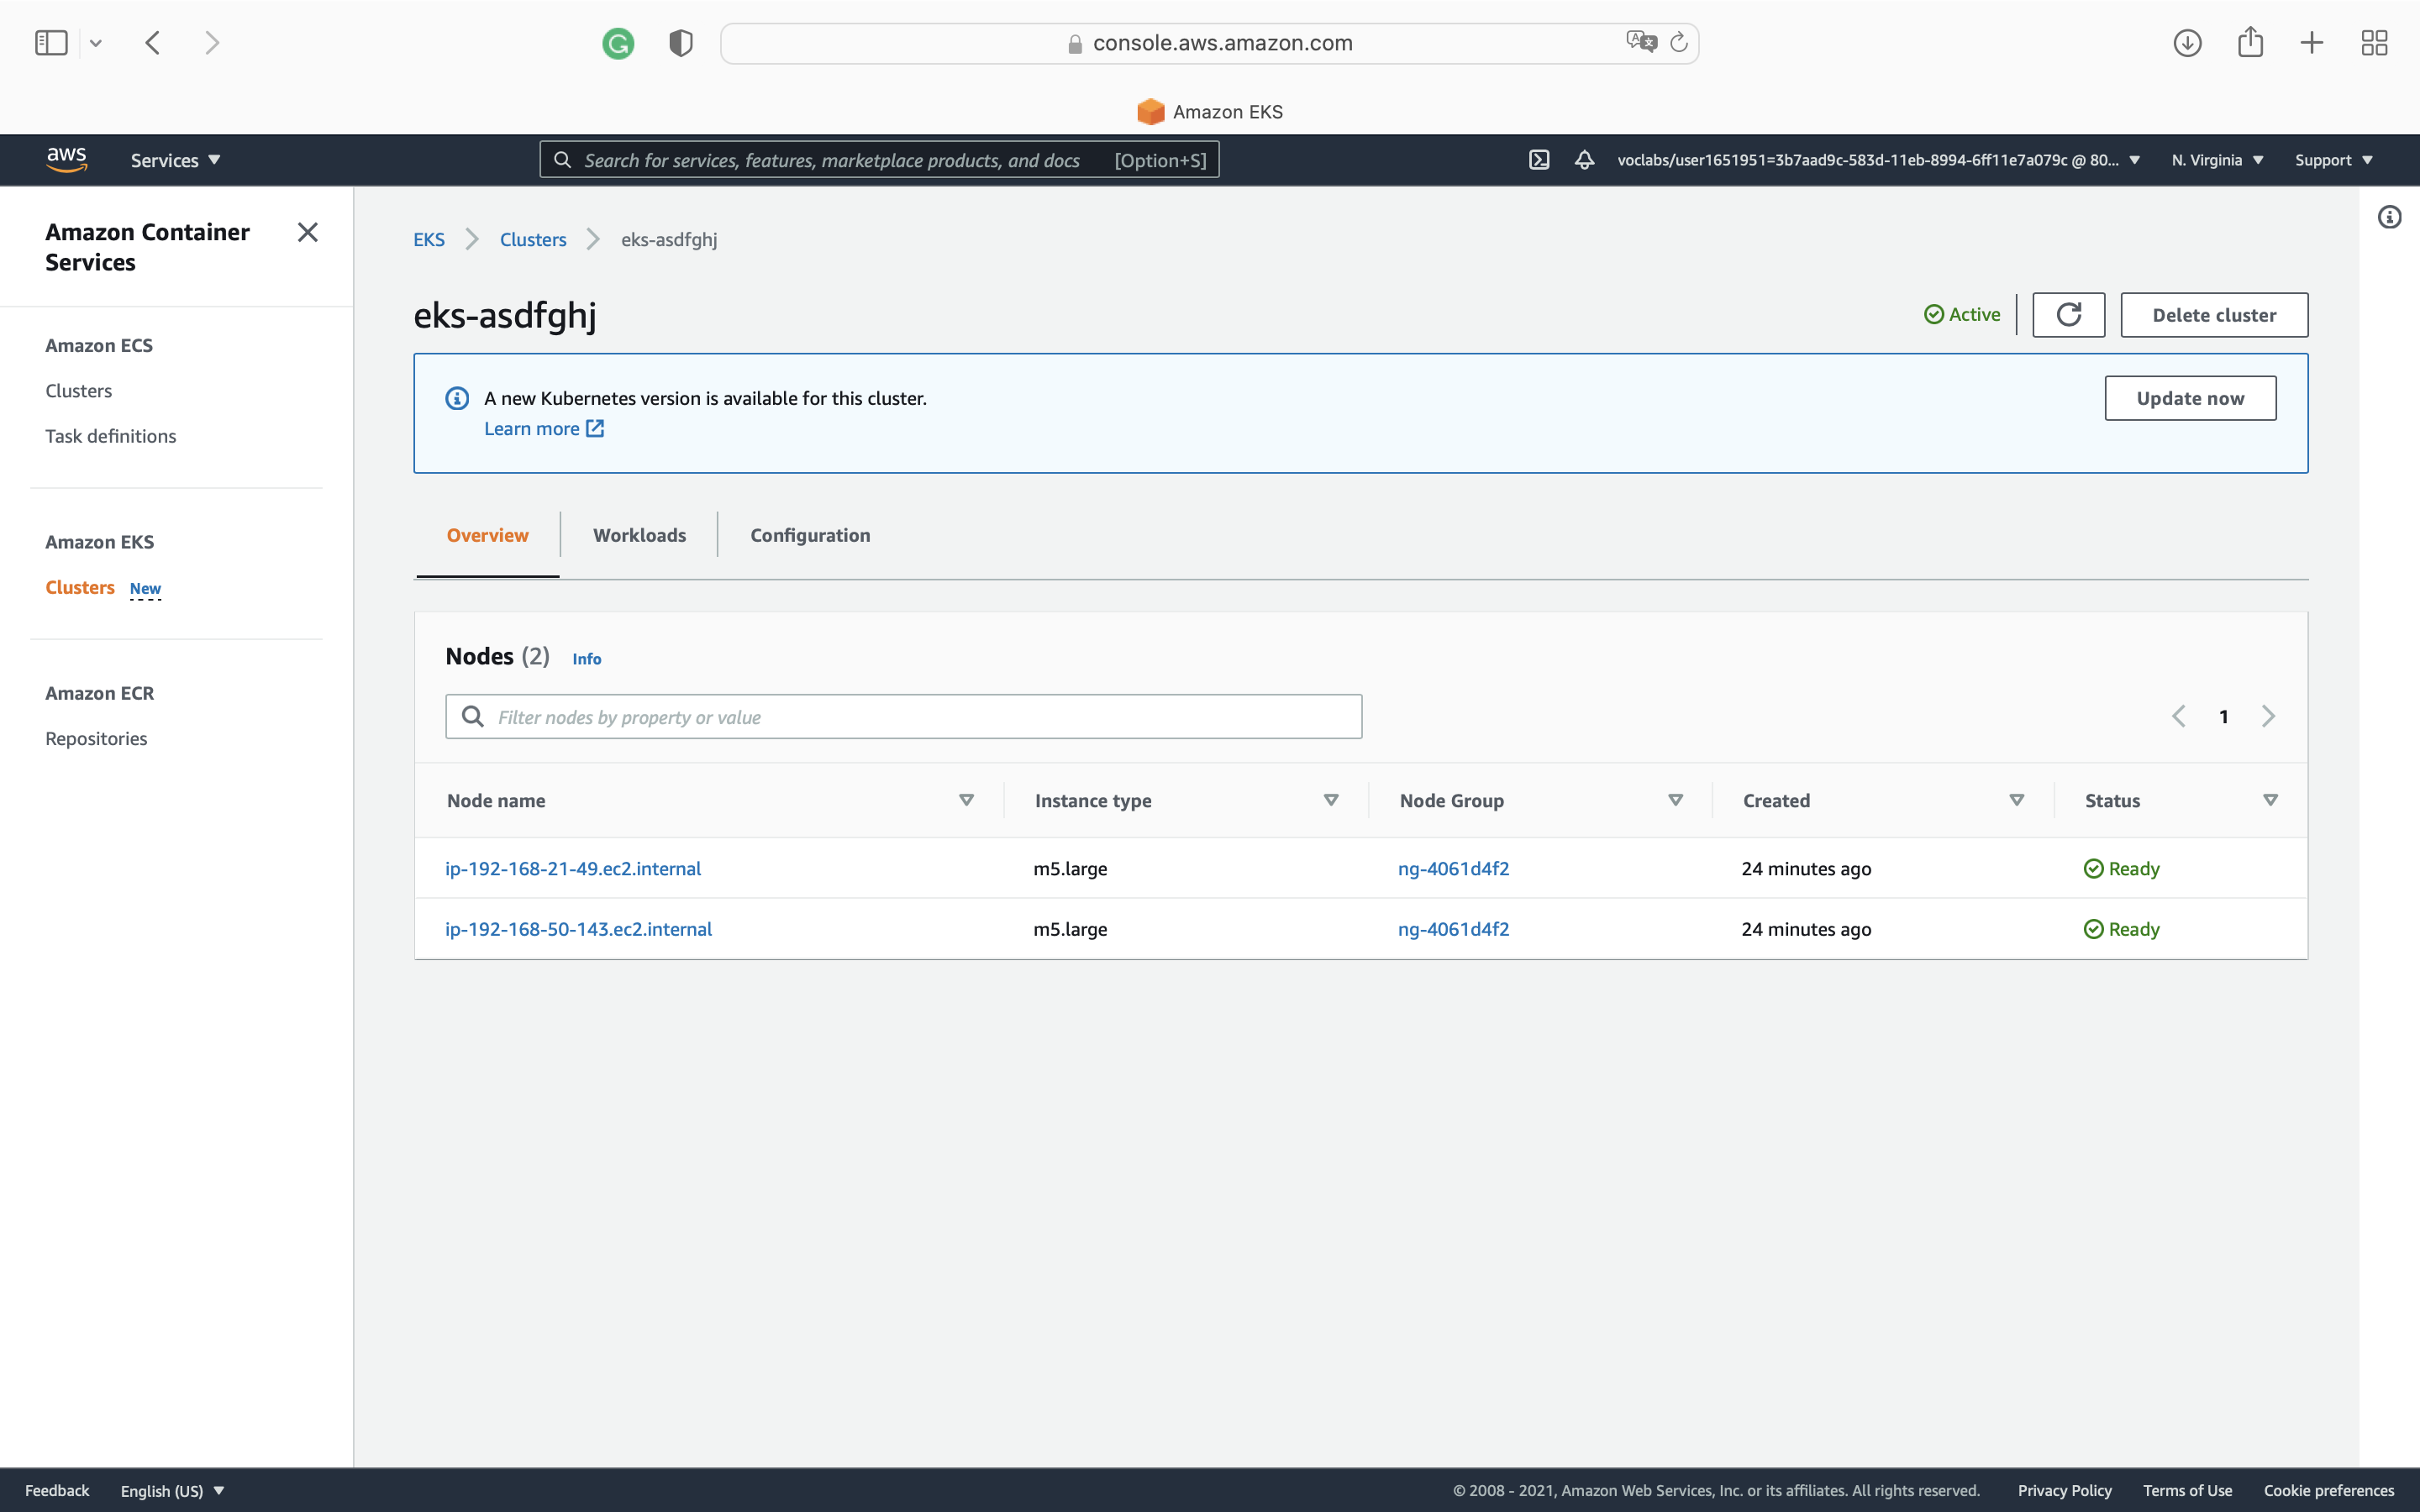 console.aws.amazon.com
Amazon EKS
aws Services Search for services, features, marketplace products, and docs [Option+S] voclabs/user1651951=3b7aad9c-583d-11eb-8994-6ff11e7a079c @ 80... N. Virginia Support
Amazon Container
Services
Amazon ECS
Clusters
Task definitions
Amazon EKS
Clusters New
Amazon ECR
Repositories
EKS Clusters eks-asdfghj
eks-asdfghj
Active Delete cluster
A new Kubernetes version is available for this cluster.
Learn more
Update now
Overview Workloads Configuration
Nodes (2) Info
Filter nodes by property or value
1
Node name Instance type Node Group Created Status
ip-192-168-21-49.ec2.internal m5.large ng-4061d4f2 24 minutes ago Ready
ip-192-168-50-143.ec2.internal m5.large ng-4061d4f2 24 minutes ago Ready
Feedback English (US) © 2008 - 2021, Amazon Web Services, Inc. or its affiliates. All rights reserved. Privacy Policy Terms of Use Cookie preferences